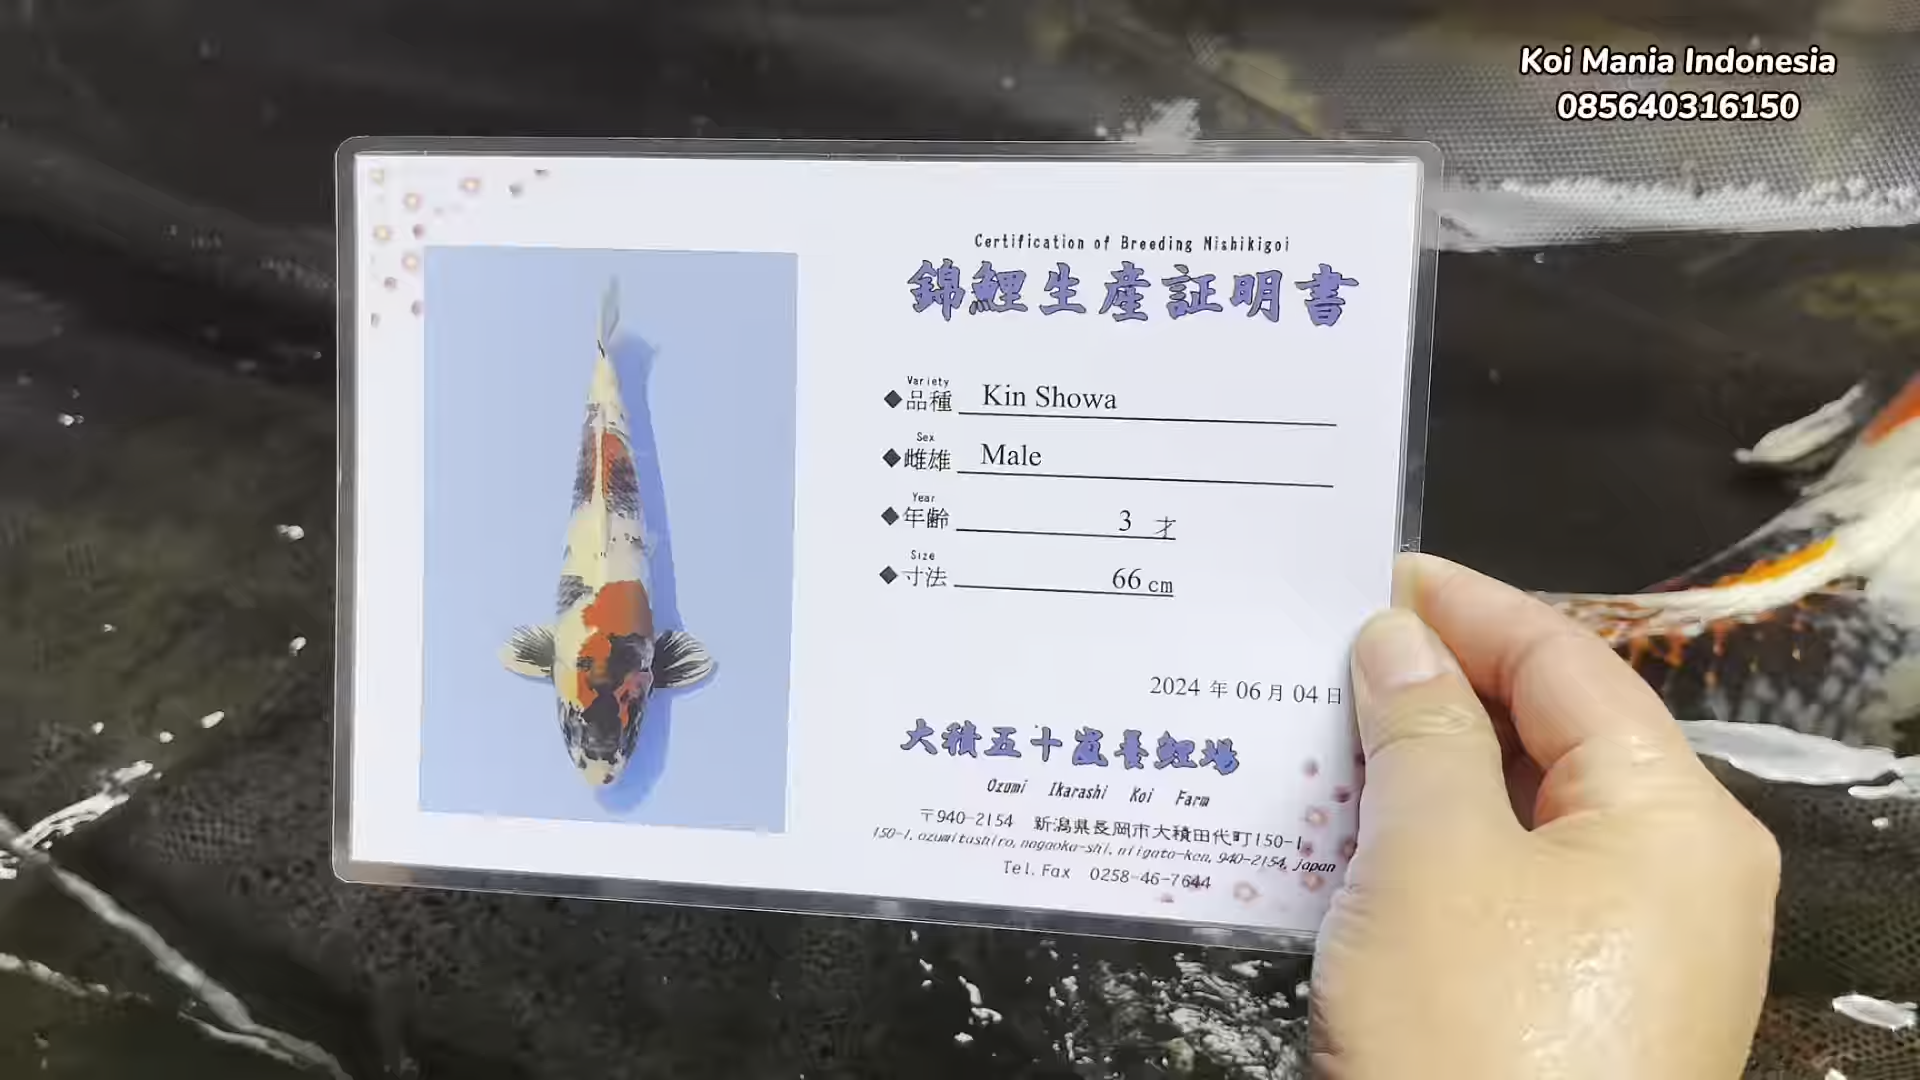 Koi Mania Indonesia
085640316150
Certification of Breeding Nishikigoi
錦鯉生産証明書
Variety
◆品種 Kin Showa
Sex
◆雌雄 Male
Year
◆年齢 3 才
Size
◆寸法 66 cm
2024 年 06 月 04 日
大積五十嵐養鯉場
Ozumi Ikarashi Koi Farm
〒940-2154 新潟県長岡市大積田代町150-1
150-1, ozumitashiro, nagaoka-shi, niigata-ken, 940-2154, japan
Tel. Fax 0258-46-7644